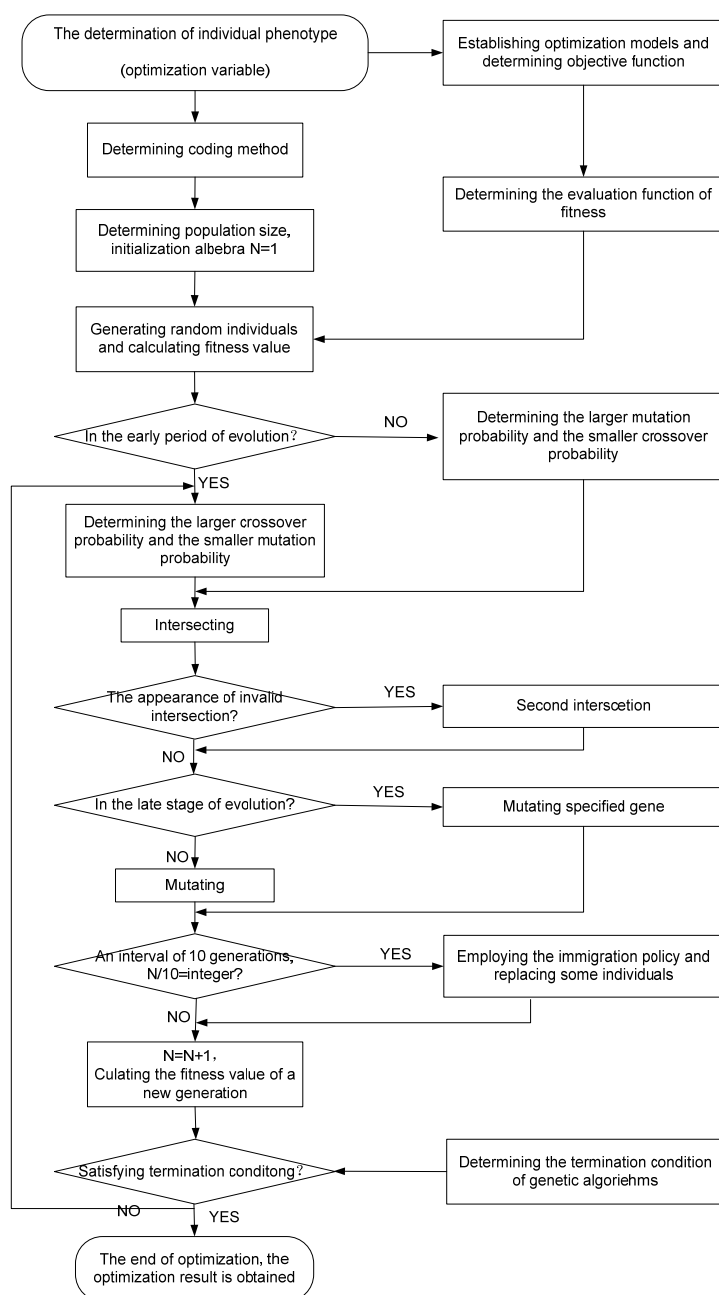 The determination of individual phenotype
(optimization variable)
Establishing optimization models and
determining objective function
Determining coding method
Determining the evaluation function of
fitness
Determining population size,
initialization albebra N=1
Generating random individuals
and calculating fitness value
In the early period of evolution?
NO
Determining the larger mutation
probability and the smaller crossover
probability
YES
Determining the larger crossover
probability and the smaller mutation
probability
Intersecting
The appearance of invalid
intersection?
YES
Second interscetion
NO
In the late stage of evolution?
YES
Mutating specified gene
NO
Mutating
An interval of 10 generations,
N/10=integer?
YES
Employing the immigration policy and
replacing some individuals
NO
N=N+1,
Culating the fitness value of a
new generation
Satisfying termination conditong?
Determining the termination condition
of genetic algoriehms
NO
YES
The end of optimization, the
optimization result is obtained